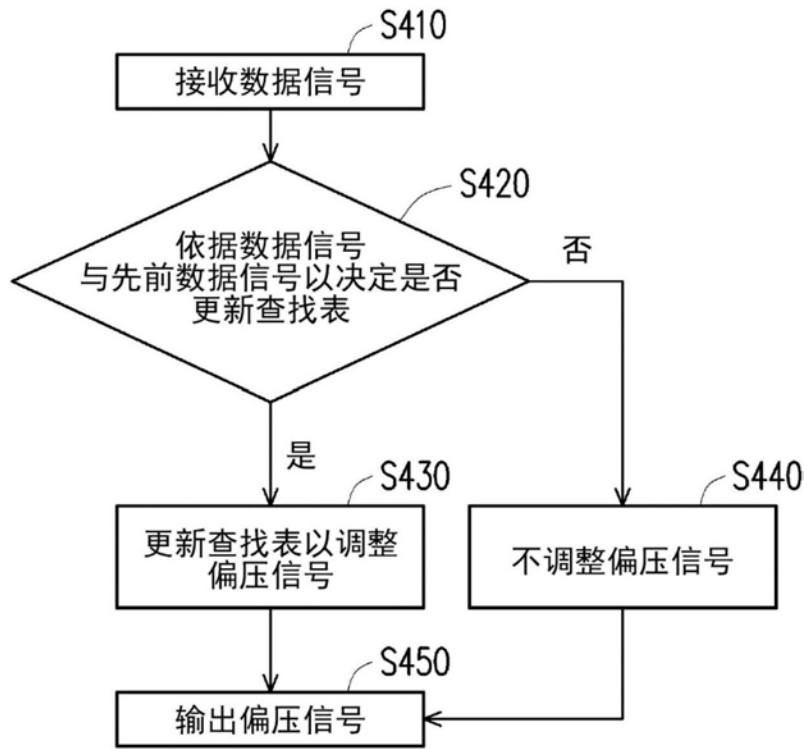 S410
接收数据信号
S420
依据数据信号
与先前数据信号以决定是否
更新查找表
否
是
S430
更新查找表以调整
偏压信号
S440
不调整偏压信号
S450
输出偏压信号